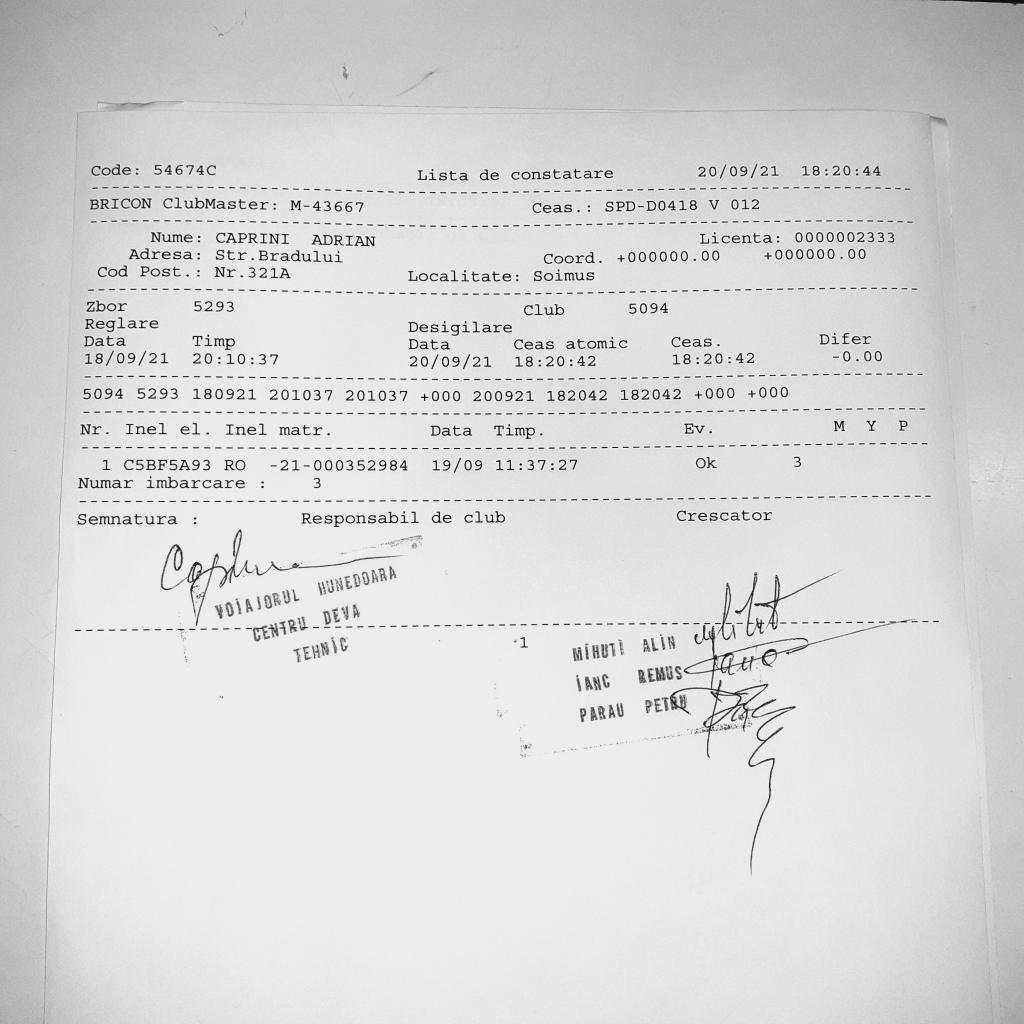 Code: 54674C Lista de constatare 20/09/21 18:20:44
BRICON ClubMaster: M-43667 Ceas.: SPD-D0418 V 012
Nume: CAPRINI ADRIAN Licenta: 0000002333
Adresa: Str.Bradului Coord. +000000.00 +000000.00
Cod Post.: Nr.321A Localitate: Soimus
Zbor 5293 Club 5094
Reglare Desigilare
Data Timp Data Ceas atomic Ceas. Difer
18/09/21 20:10:37 20/09/21 18:20:42 18:20:42 -0.00
5094 5293 180921 201037 201037 +000 200921 182042 182042 +000 +000
Nr. Inel el. Inel matr. Data Timp. Ev. M Y P
1 C5BF5A93 RO -21-000352984 19/09 11:37:27 Ok 3
Numar imbarcare : 3
Semnatura : Responsabil de club Crescator
VOIAJORUL HUNEDOARA
CENTRU DEVA
TEHNIC
1
MIHUTI ALIN
IANC REMUS
PARAU PETRU